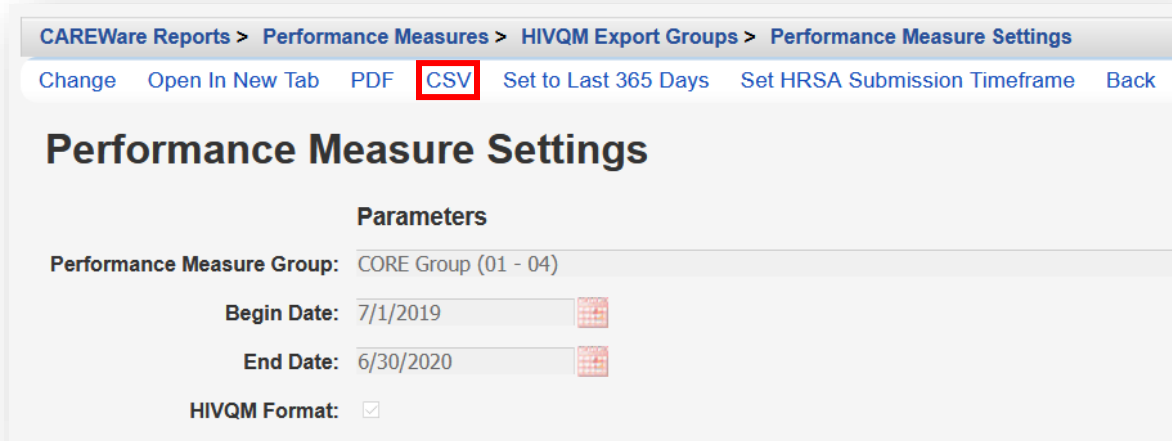 CAREWare Reports > Performance Measures > HIVQM Export Groups > Performance Measure Settings
Change Open In New Tab PDF CSV Set to Last 365 Days Set HRSA Submission Timeframe Back
Performance Measure Settings
Parameters
Performance Measure Group: CORE Group (01 - 04)
Begin Date: 7/1/2019
End Date: 6/30/2020
HIVQM Format: